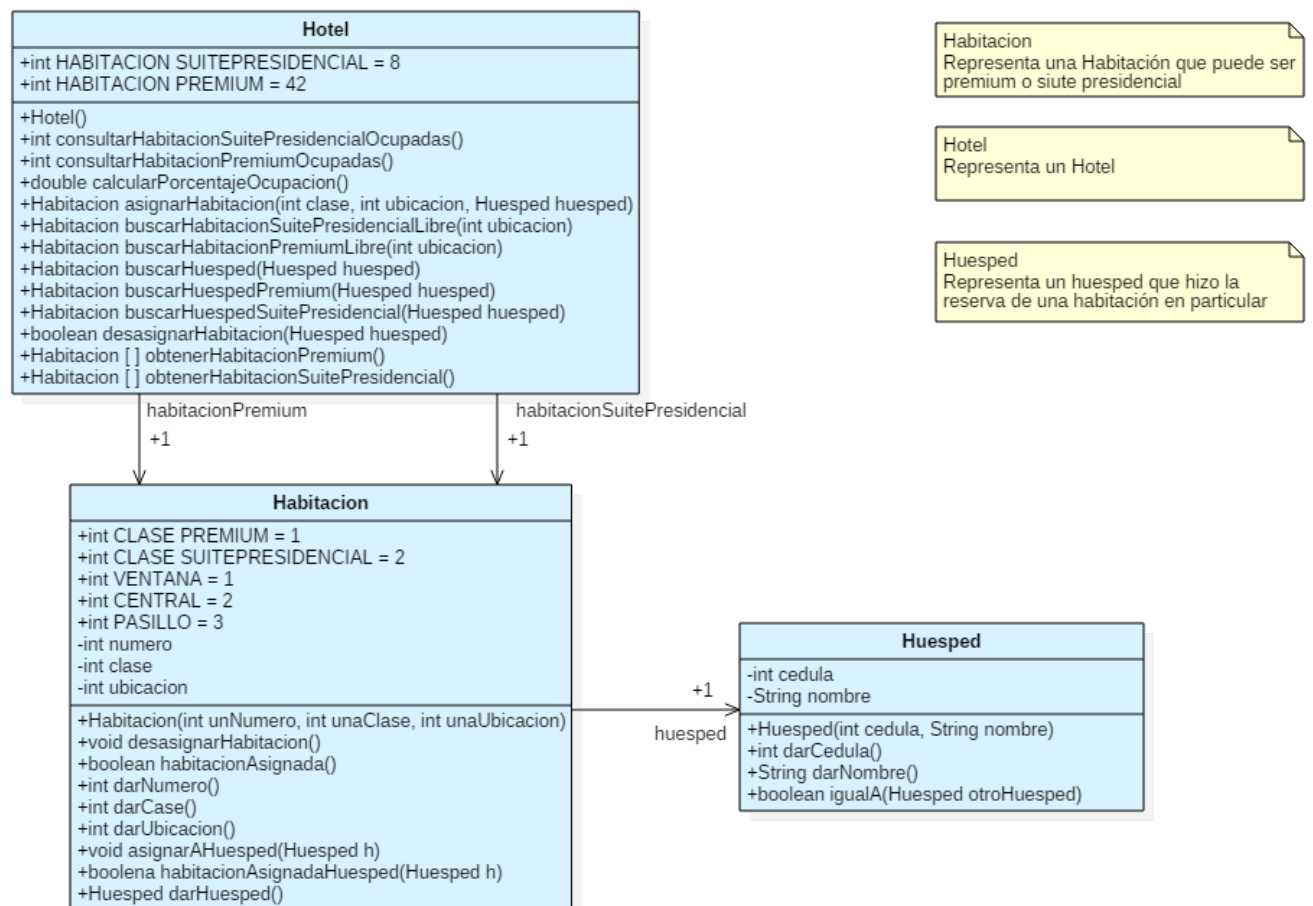 Hotel
+int HABITACION SUITEPRESIDENCIAL = 8
+int HABITACION PREMIUM = 42
+Hotel()
+int consultarHabitacionSuitePresidencialOcupadas()
+int consultarHabitacionPremiumOcupadas()
+double calcularPorcentajeOcupacion()
+Habitacion asignarHabitacion(int clase, int ubicacion, Huesped huesped)
+Habitacion buscarHabitacionSuitePresidencialLibre(int ubicacion)
+Habitacion buscarHabitacionPremiumLibre(int ubicacion)
+Habitacion buscarHuesped(Huesped huesped)
+Habitacion buscarHuespedPremium(Huesped huesped)
+Habitacion buscarHuespedSuitePresidencial(Huesped huesped)
+boolean desasignarHabitacion(Huesped huesped)
+Habitacion [ ] obtenerHabitacionPremium()
+Habitacion [ ] obtenerHabitacionSuitePresidencial()
Habitacion
Representa una Habitación que puede ser
premium o siute presidencial
Hotel
Representa un Hotel
Huesped
Representa un huesped que hizo la
reserva de una habitación en particular
habitacionPremium
+1
habitacionSuitePresidencial
+1
Habitacion
+int CLASE PREMIUM = 1
+int CLASE SUITEPRESIDENCIAL = 2
+int VENTANA = 1
+int CENTRAL = 2
+int PASILLO = 3
-int numero
-int clase
-int ubicacion
+Habitacion(int unNumero, int unaClase, int unaUbicacion)
+void desasignarHabitacion()
+boolean habitacionAsignada()
+int darNumero()
+int darCase()
+int darUbicacion()
+void asignarAHuesped(Huesped h)
+boolena habitacionAsignadaHuesped(Huesped h)
+Huesped darHuesped()
+1
huesped
Huesped
-int cedula
-String nombre
+Huesped(int cedula, String nombre)
+int darCedula()
+String darNombre()
+boolean igualA(Huesped otroHuesped)